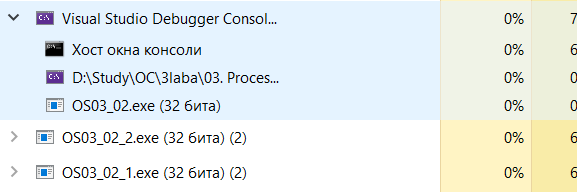 Visual Studio Debugger Consol... 0% 7
Хост окна консоли 0% 6
D:\Study\OC\3laba\03. Proces... 0% 0
OS03_02.exe (32 бита) 0% 0
OS03_02_2.exe (32 бита) (2) 0% 6
OS03_02_1.exe (32 бита) (2) 0% 6